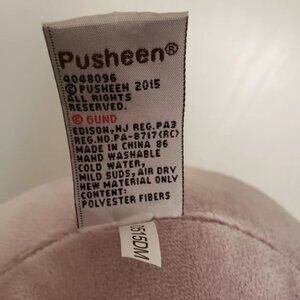 Pusheen®
4048096
© PUSHEEN 2015
ALL RIGHTS
RESERVED.
© GUND
EDISON, NJ REG.PA3
REG.NO.PA-8717(RC)
MADE IN CHINA 86
HAND WASHABLE
COLD WATER,
MILD SUDS, AIR DRY
NEW MATERIAL ONLY
CONTENT:
POLYESTER FIBERS